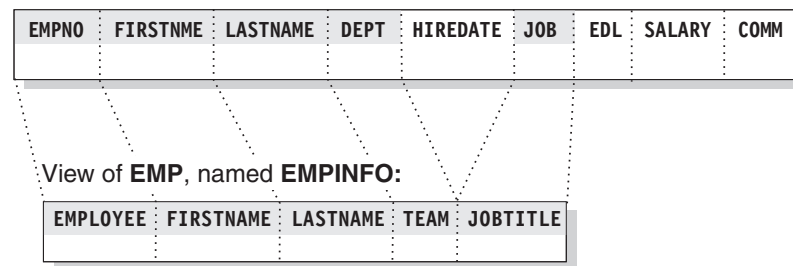 EMPNO FIRSTNME LASTNAME DEPT HIREDATE JOB EDL SALARY COMM
View of EMP, named EMPINFO:
EMPLOYEE FIRSTNAME LASTNAME TEAM JOBTITLE